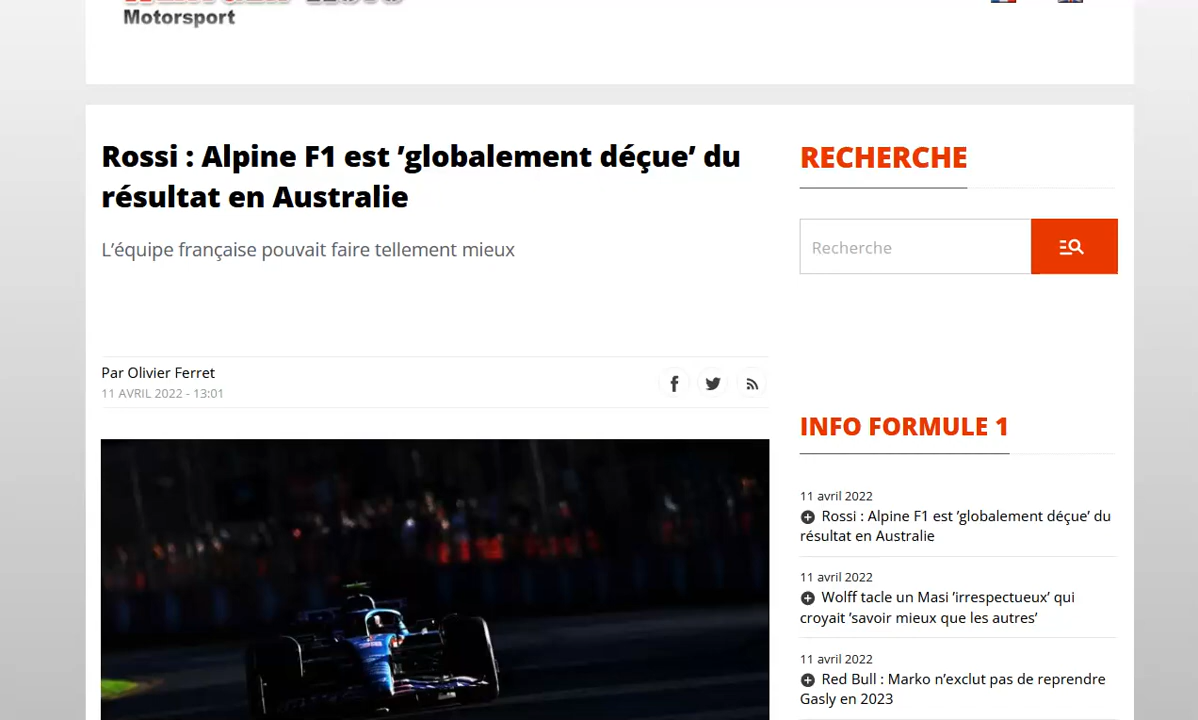 Motorsport
Rossi : Alpine F1 est ’globalement déçue’ du
résultat en Australie
L’équipe française pouvait faire tellement mieux
Par Olivier Ferret
11 AVRIL 2022 - 13:01
RECHERCHE
Recherche
INFO FORMULE 1
11 avril 2022
Rossi : Alpine F1 est ’globalement déçue’ du
résultat en Australie
11 avril 2022
Wolff tacle un Masi ’irrespectueux’ qui
croyait ’savoir mieux que les autres’
11 avril 2022
Red Bull : Marko n’exclut pas de reprendre
Gasly en 2023